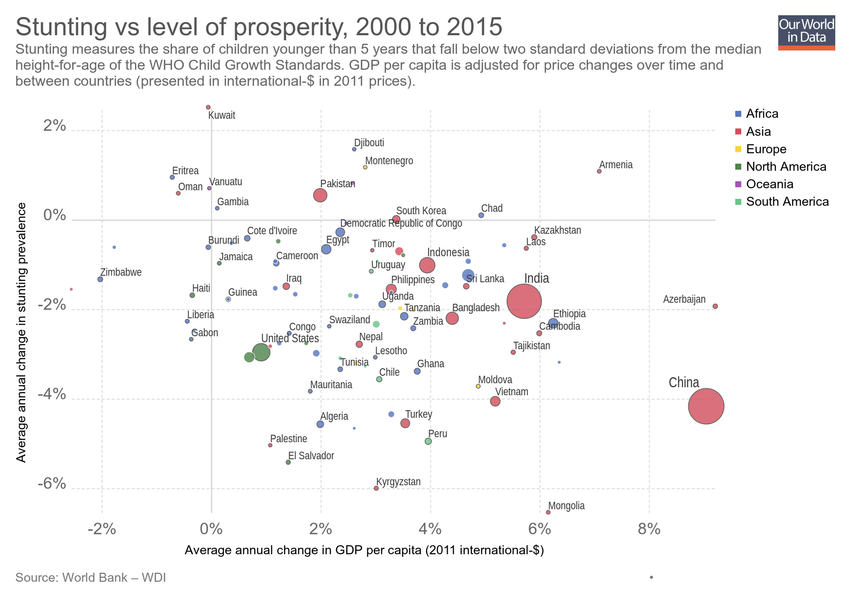 Stunting vs level of prosperity, 2000 to 2015
Our World
in Data
Stunting measures the share of children younger than 5 years that fall below two standard deviations from the median
height-for-age of the WHO Child Growth Standards. GDP per capita is adjusted for price changes over time and
between countries (presented in international-$ in 2011 prices).
Africa
Asia
Europe
North America
Oceania
South America
Average annual change in stunting prevalence
2%
0%
-2%
-4%
-6%
Kuwait
Djibouti
Montenegro
Armenia
Eritrea
Oman
Vanuatu
Pakistan
Gambia
South Korea
Chad
Democratic Republic of Congo
Cote d'Ivoire
Kazakhstan
Burundi
Egypt
Timor
Laos
Jamaica
Cameroon
Uruguay
Indonesia
Zimbabwe
Iraq
Philippines
Sri Lanka
India
Haiti
Guinea
Uganda
Azerbaijan
Liberia
Swaziland
Tanzania
Bangladesh
Ethiopia
Gabon
Congo
Zambia
Cambodia
United States
Nepal
Tajikistan
Lesotho
Tunisia
Chile
Ghana
Mauritania
Moldova
China
Vietnam
Algeria
Turkey
Palestine
Peru
El Salvador
Kyrgyzstan
Mongolia
-2%
0%
2%
4%
6%
8%
Average annual change in GDP per capita (2011 international-$)
Source: World Bank – WDI